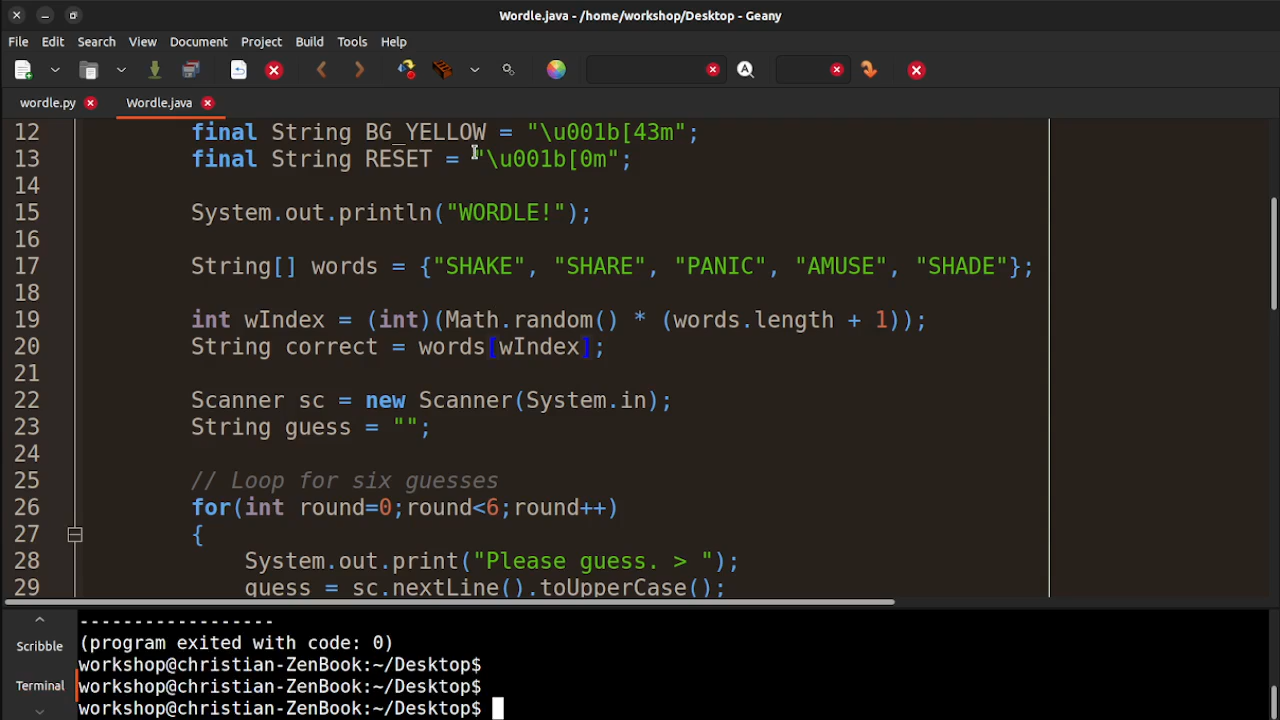 Wordle.java - /home/workshop/Desktop - Geany
File Edit Search View Document Project Build Tools Help
wordle.py Wordle.java
12 final String BG_YELLOW = "\u001b[43m";
13 final String RESET = "\u001b[0m";
14
15 System.out.println("WORDLE!");
16
17 String[] words = {"SHAKE", "SHARE", "PANIC", "AMUSE", "SHADE"};
18
19 int wIndex = (int)(Math.random() * (words.length + 1));
20 String correct = words[wIndex];
21
22 Scanner sc = new Scanner(System.in);
23 String guess = "";
24
25 // Loop for six guesses
26 for(int round=0;round<6;round++)
27 {
28 System.out.print("Please guess. > ");
29 guess = sc.nextLine().toUpperCase();
Scribble
Terminal
------------------
(program exited with code: 0)
workshop@christian-ZenBook:~/Desktop$
workshop@christian-ZenBook:~/Desktop$
workshop@christian-ZenBook:~/Desktop$